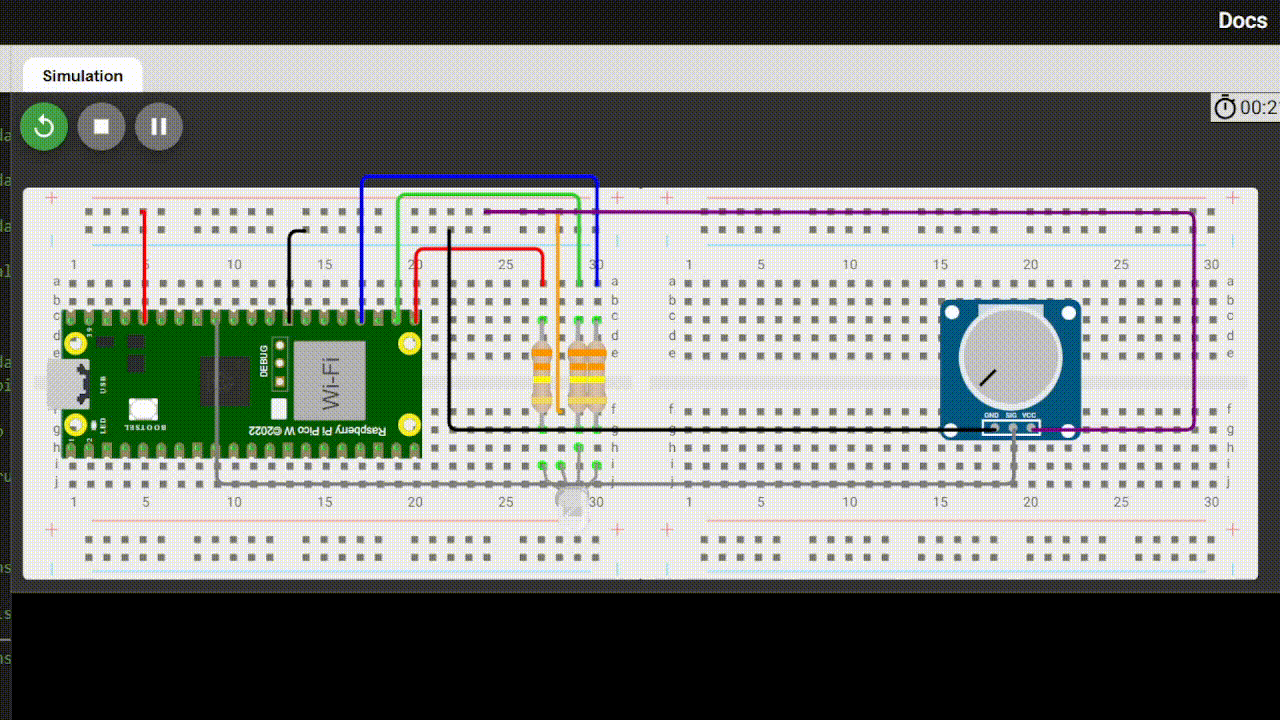 Docs
Simulation
00:2
1 5 10 15 20 25 30 1 5 10 15 20 25 30
a a a a
b b b b
c c c c
d d d d
e e e e
DEBUG
Wi-Fi
USB
LED
BOOTSEL
Raspberry Pi Pico W ©2022
GND SIG VCC
f f f
g g g
h h h h
i i i i
j j j j
1 5 10 15 20 25 30 1 5 10 15 20 25 30